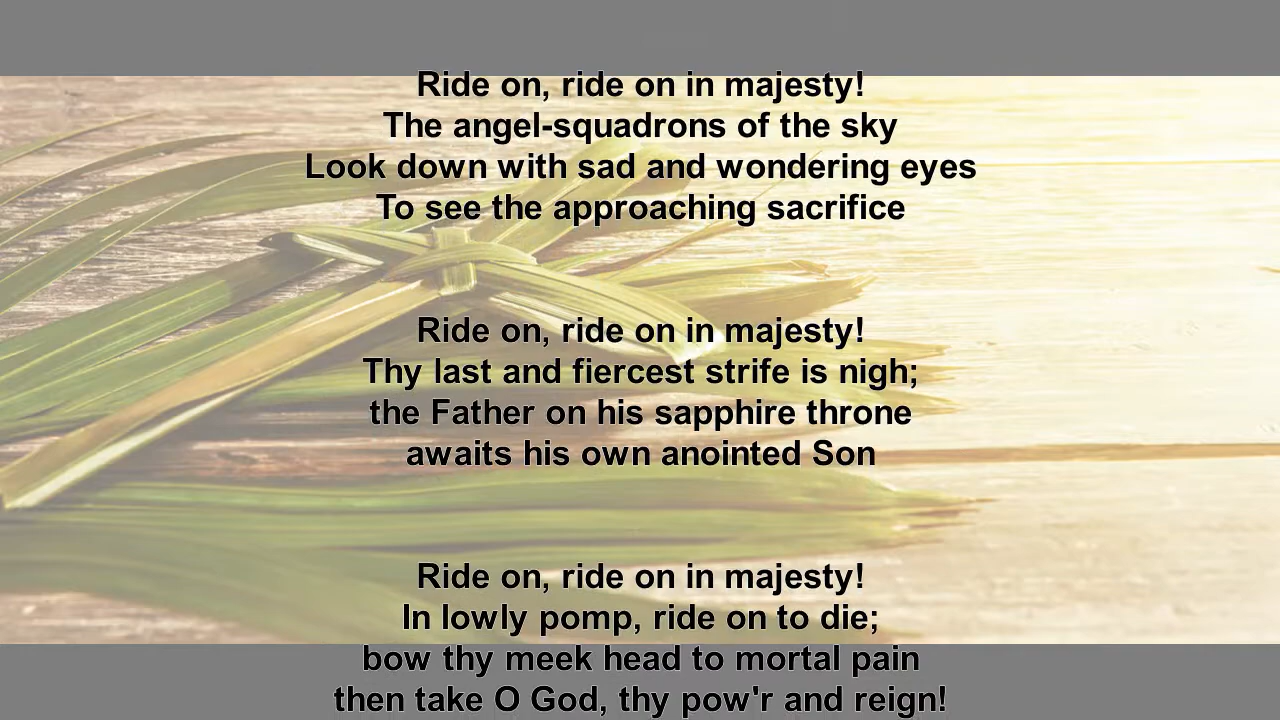 Ride on, ride on in majesty!
The angel-squadrons of the sky
Look down with sad and wondering eyes
To see the approaching sacrifice
Ride on, ride on in majesty!
Thy last and fiercest strife is nigh;
the Father on his sapphire throne
awaits his own anointed Son
Ride on, ride on in majesty!
In lowly pomp, ride on to die;
bow thy meek head to mortal pain
then take O God, thy pow'r and reign!